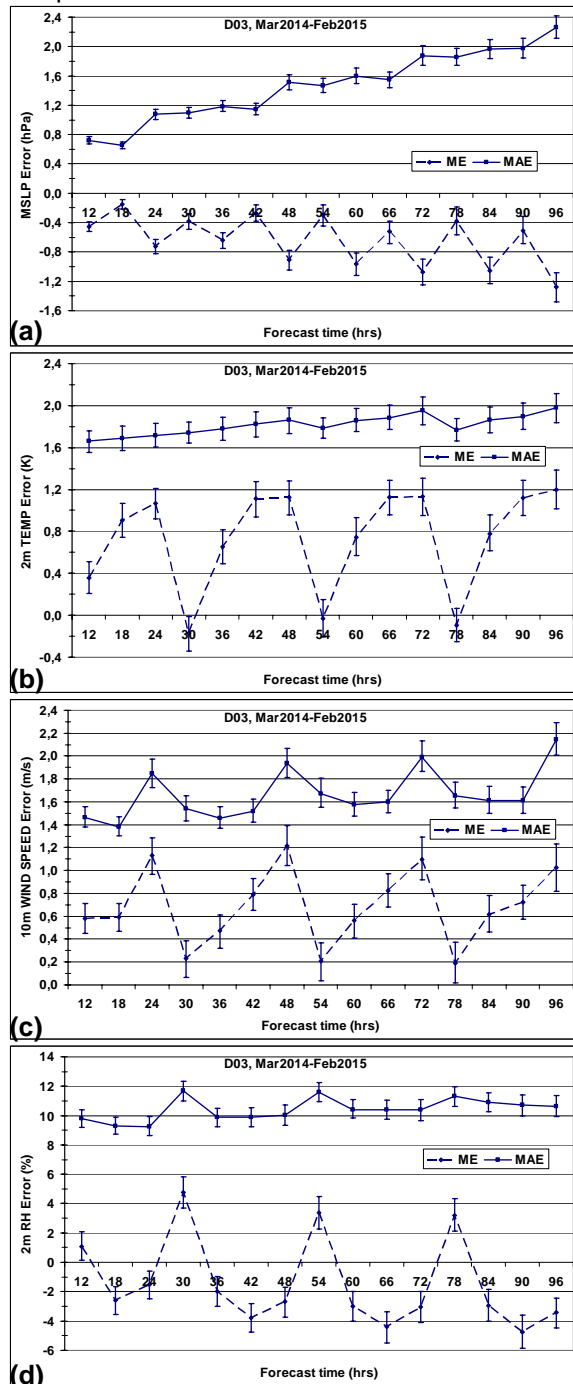 D03, Mar2014-Feb2015
2,4
2,0
1,6
1,2
0,8
0,4
0,0
-0,4
-0,8
-1,2
-1,6
MSLP Error (hPa)
ME MAE
12 18 24 30 36 42 48 54 60 66 72 78 84 90 96
(a)
Forecast time (hrs)
D03, Mar2014-Feb2015
2,4
2,0
1,6
1,2
0,8
0,4
0,0
-0,4
2m TEMP Error (K)
ME MAE
12 18 24 30 36 42 48 54 60 66 72 78 84 90 96
(b)
Forecast time (hrs)
D03, Mar2014-Feb2015
2,4
2,2
2,0
1,8
1,6
1,4
1,2
1,0
0,8
0,6
0,4
0,2
0,0
10m WIND SPEED Error (m/s)
ME MAE
12 18 24 30 36 42 48 54 60 66 72 78 84 90 96
(c)
Forecast time (hrs)
D03, Mar2014-Feb2015
14
12
10
8
6
4
2
0
-2
-4
-6
2m RH Error (%)
ME MAE
12 18 24 30 36 42 48 54 60 66 72 78 84 90 96
(d)
Forecast time (hrs)